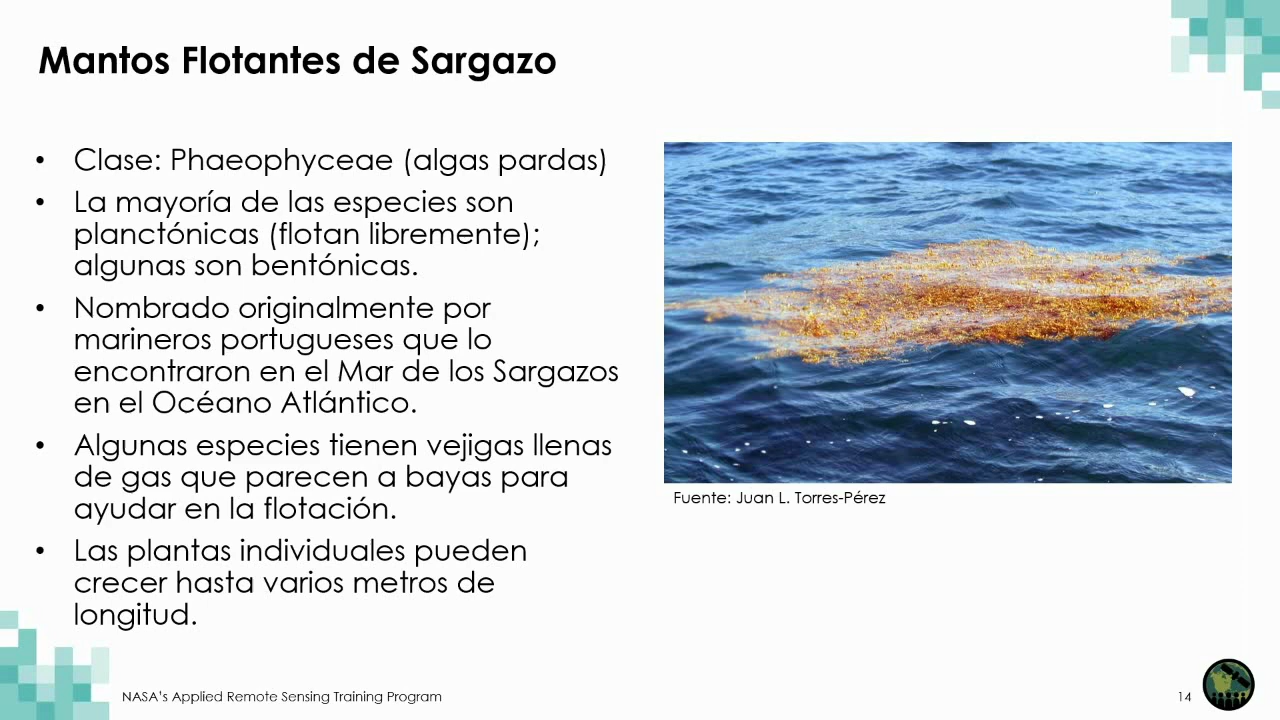 Mantos Flotantes de Sargazo
• Clase: Phaeophyceae (algas pardas)
• La mayoría de las especies son
planctónicas (flotan libremente);
algunas son bentónicas.
• Nombrado originalmente por
marineros portugueses que lo
encontraron en el Mar de los Sargazos
en el Océano Atlántico.
• Algunas especies tienen vejigas llenas
de gas que parecen a bayas para
ayudar en la flotación.
• Las plantas individuales pueden
crecer hasta varios metros de
longitud.
Fuente: Juan L. Torres-Pérez
NASA's Applied Remote Sensing Training Program
14